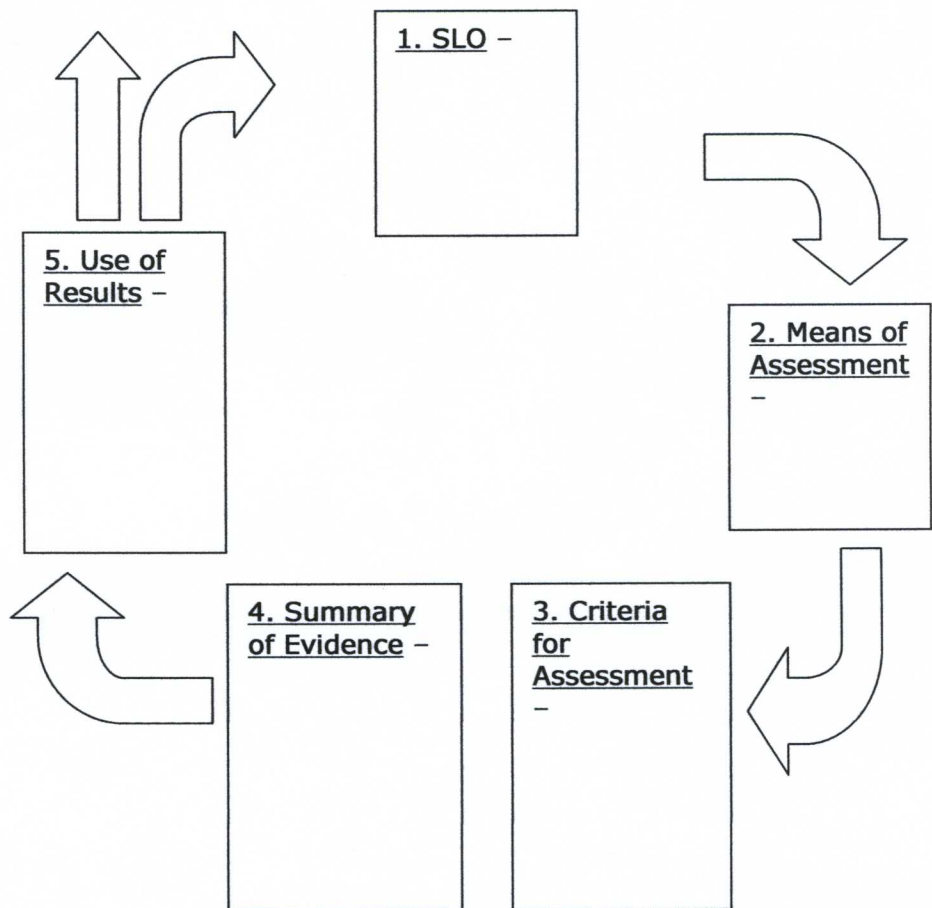 1. SLO –
2. Means of
Assessment
–
3. Criteria
for
Assessment
–
4. Summary
of Evidence –
5. Use of
Results –